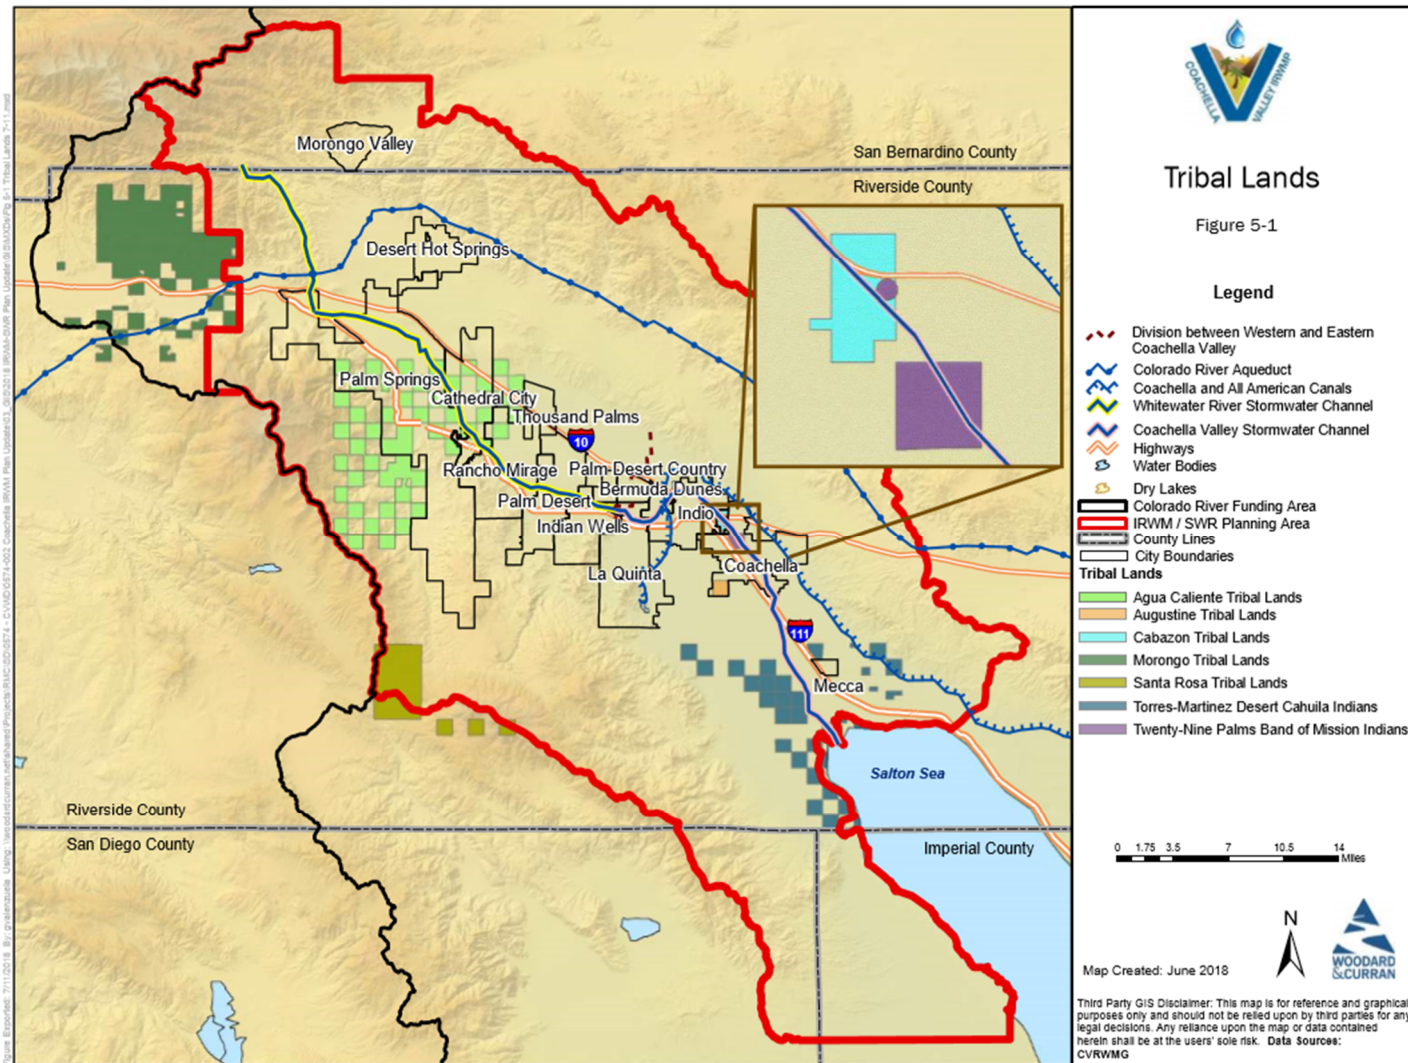 COACHELLA
VALLEY IRWMP
Tribal Lands
Figure 5-1
Legend
Division between Western and Eastern
Coachella Valley
Colorado River Aqueduct
Coachella and All American Canals
Whitewater River Stormwater Channel
Coachella Valley Stormwater Channel
Highways
Water Bodies
Dry Lakes
Colorado River Funding Area
IRWM / SWR Planning Area
County Lines
City Boundaries
Tribal Lands
Agua Caliente Tribal Lands
Augustine Tribal Lands
Cabazon Tribal Lands
Morongo Tribal Lands
Santa Rosa Tribal Lands
Torres-Martinez Desert Cahuila Indians
Twenty-Nine Palms Band of Mission Indians
Morongo Valley
San Bernardino County
Riverside County
Desert Hot Springs
Palm Springs
Cathedral City
Thousand Palms
10
Rancho Mirage
Palm Desert Country
Bermuda Dunes
Palm Desert
Indio
Indian Wells
La Quinta
Coachella
111
Mecca
Salton Sea
Riverside County
San Diego County
Imperial County
0 1.75 3.5 7 10.5 14
Miles
N
WOODARD
&CURRAN
Map Created: June 2018
Third Party GIS Disclaimer: This map is for reference and graphical
purposes only and should not be relied upon by third parties for any
legal decisions. Any reliance upon the map or data contained
herein shall be at the users' sole risk. Data Sources:
CVRWMG